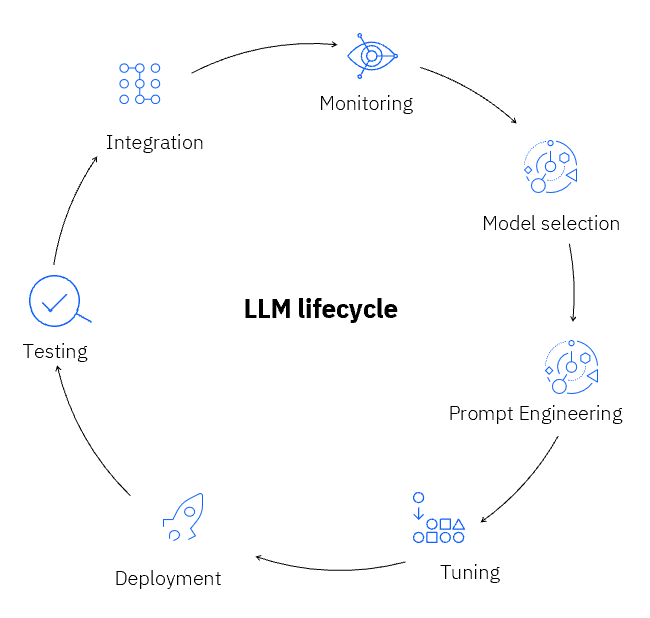 Monitoring
Integration
Model selection
LLM lifecycle
Testing
Prompt Engineering
Tuning
Deployment